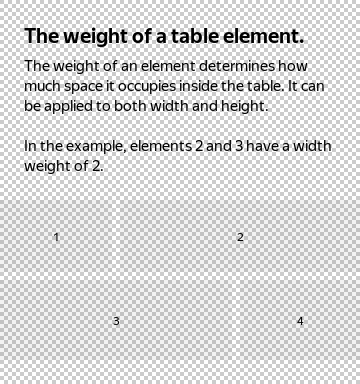 The weight of a table element.
The weight of an element determines how
much space it occupies inside the table. It can
be applied to both width and height.
In the example, elements 2 and 3 have a width
weight of 2.
1
2
3
4